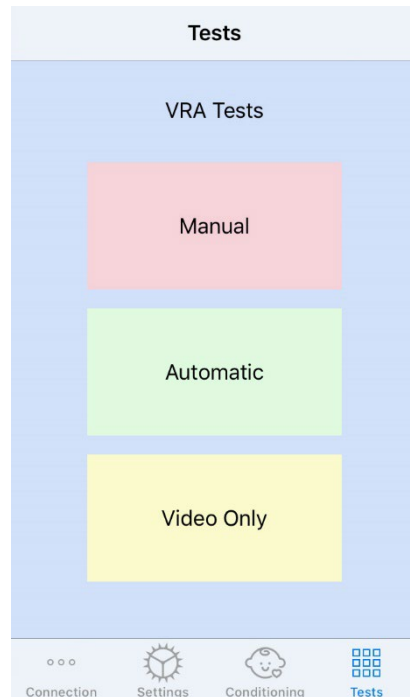 Tests
VRA Tests
Manual
Automatic
Video Only
Connection Settings Conditioning Tests